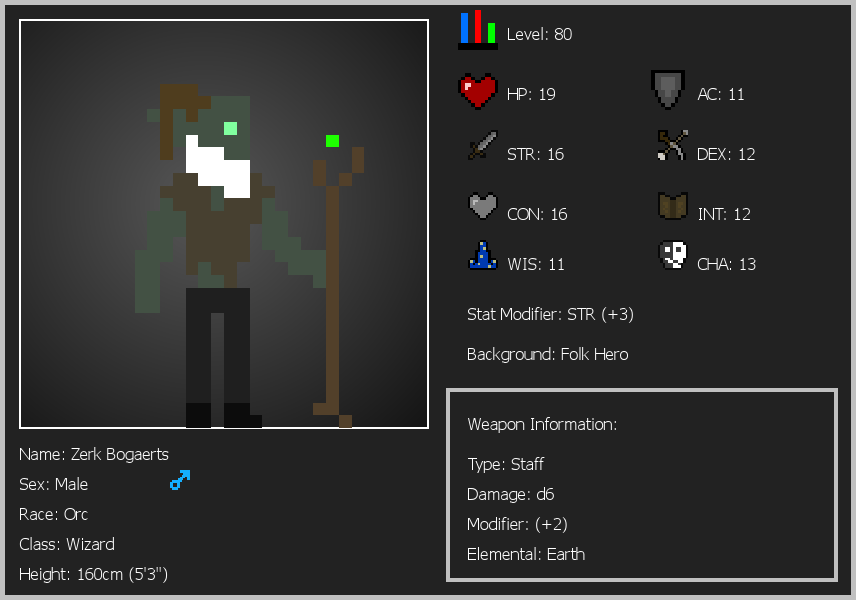 Level: 80
HP: 19
AC: 11
STR: 16
DEX: 12
CON: 16
INT: 12
WIS: 11
CHA: 13
Stat Modifier: STR (+3)
Background: Folk Hero
Weapon Information:
Type: Staff
Damage: d6
Modifier: (+2)
Elemental: Earth
Name: Zerk Bogaerts
Sex: Male
Race: Orc
Class: Wizard
Height: 160cm (5'3")